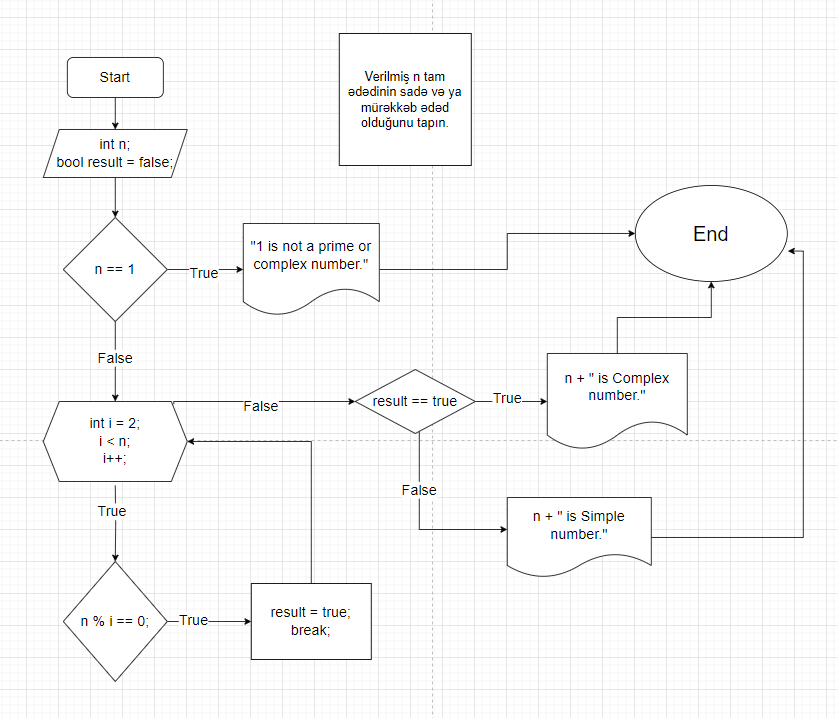 Start
Verilmiş n tam
ədədinin sadə və ya
mürəkkəb ədəd
olduğunu tapın.
int n;
bool result = false;
n == 1
True
"1 is not a prime or
complex number."
End
False
int i = 2;
i < n;
i++;
False
result == true
True
n + " is Complex
number."
False
n + " is Simple
number."
True
n % i == 0;
True
result = true;
break;